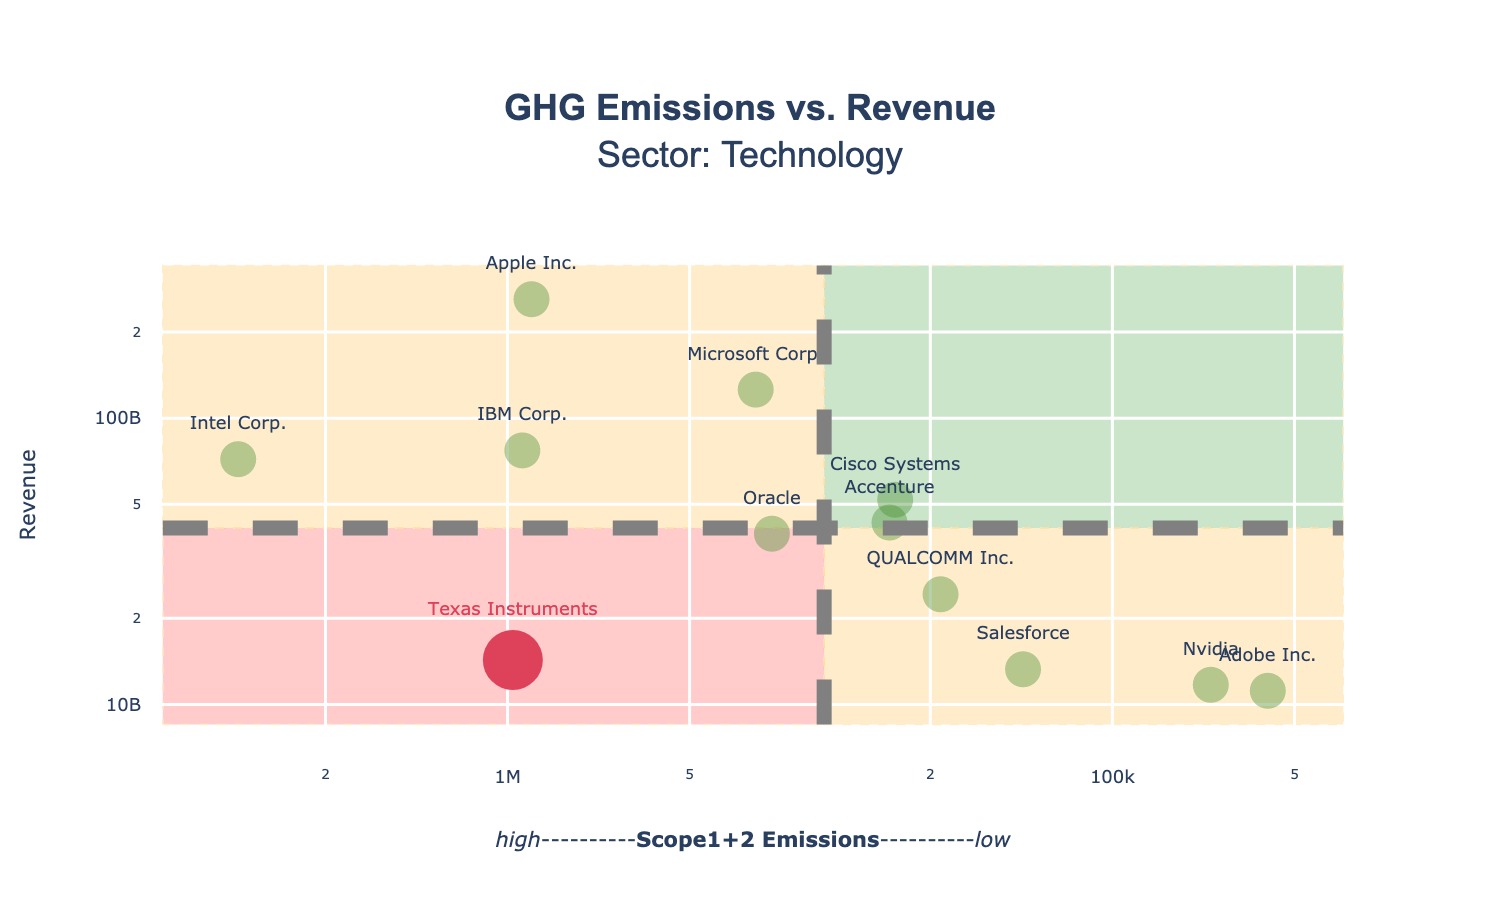 GHG Emissions vs. Revenue
Sector: Technology
Apple Inc.
2
Microsoft Corp
100B
IBM Corp.
Intel Corp.
Cisco Systems
Accenture
Oracle
5
Revenue
QUALCOMM Inc.
Texas Instruments
2
Salesforce
Nvidia
Adobe Inc.
10B
2
1M
5
2
100k
5
high----------Scope1+2 Emissions----------low